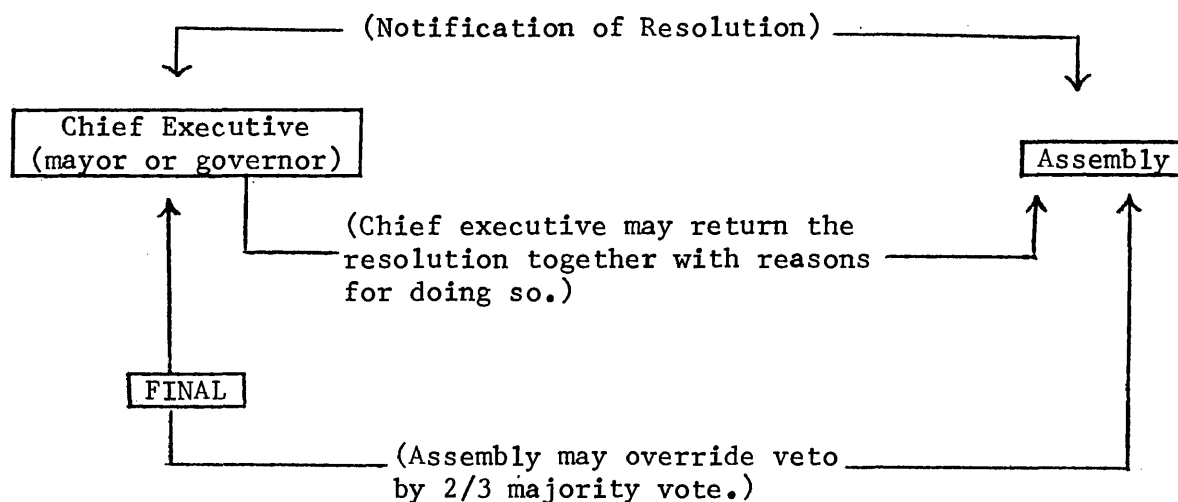 (Notification of Resolution)
Chief Executive
(mayor or governor)
Assembly
(Chief executive may return the
resolution together with reasons
for doing so.)
FINAL
(Assembly may override veto
by 2/3 majority vote.)